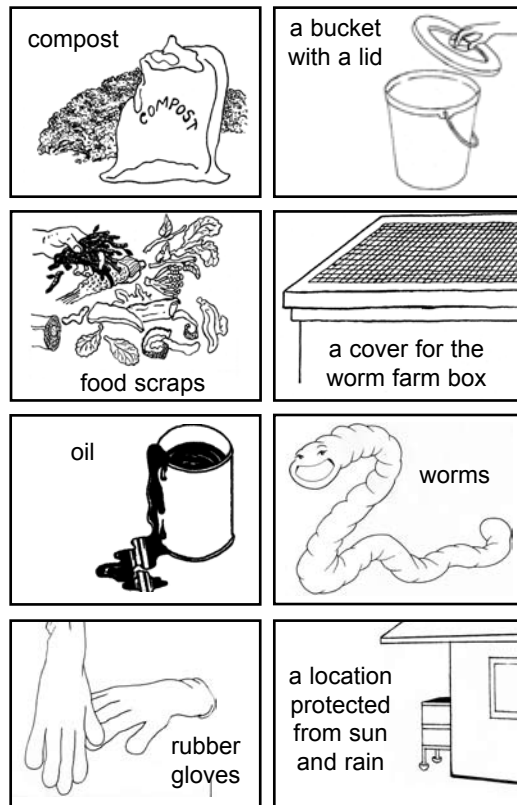 compost
COMPOST
a bucket
with a lid
food scraps
a cover for the
worm farm box
oil
worms
rubber
gloves
a location
protected
from sun
and rain